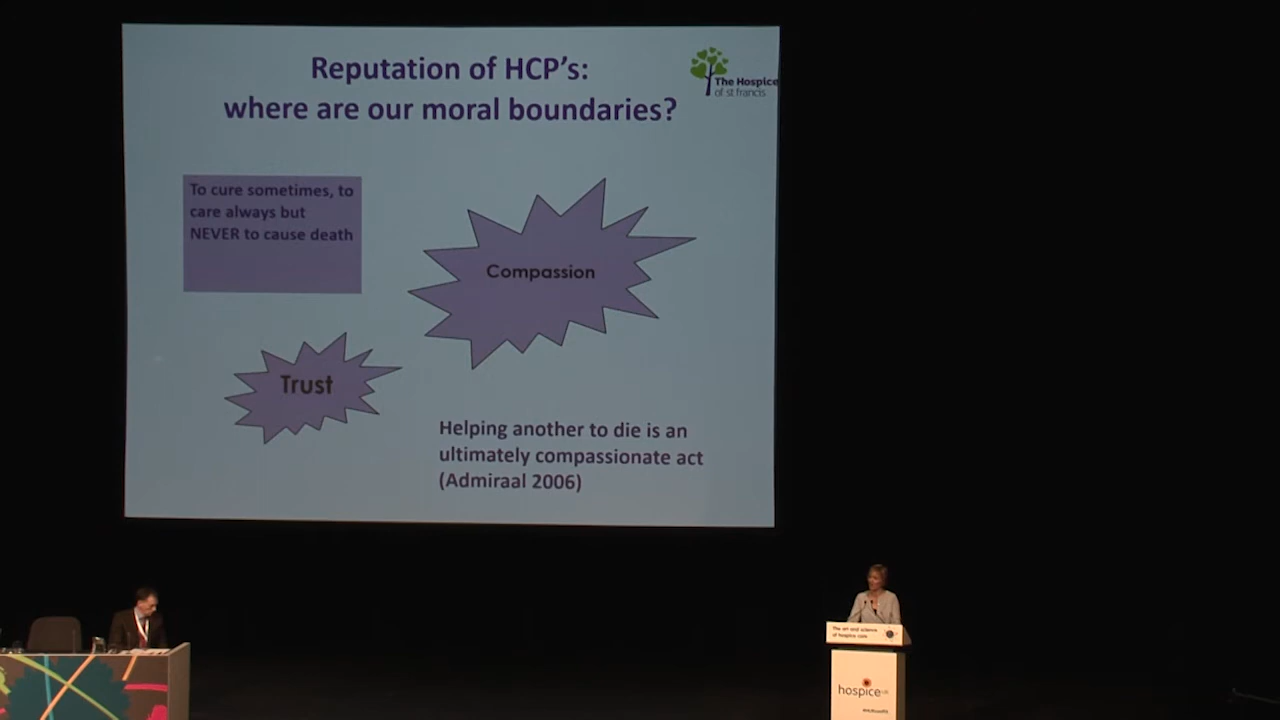 Reputation of HCP's:
where are our moral boundaries?
The Hospice
of st francis
To cure sometimes, to
care always but
NEVER to cause death
Compassion
Trust
Helping another to die is an
ultimately compassionate act
(Admiraal 2006)
The art and science
of hospice care
hospice UK